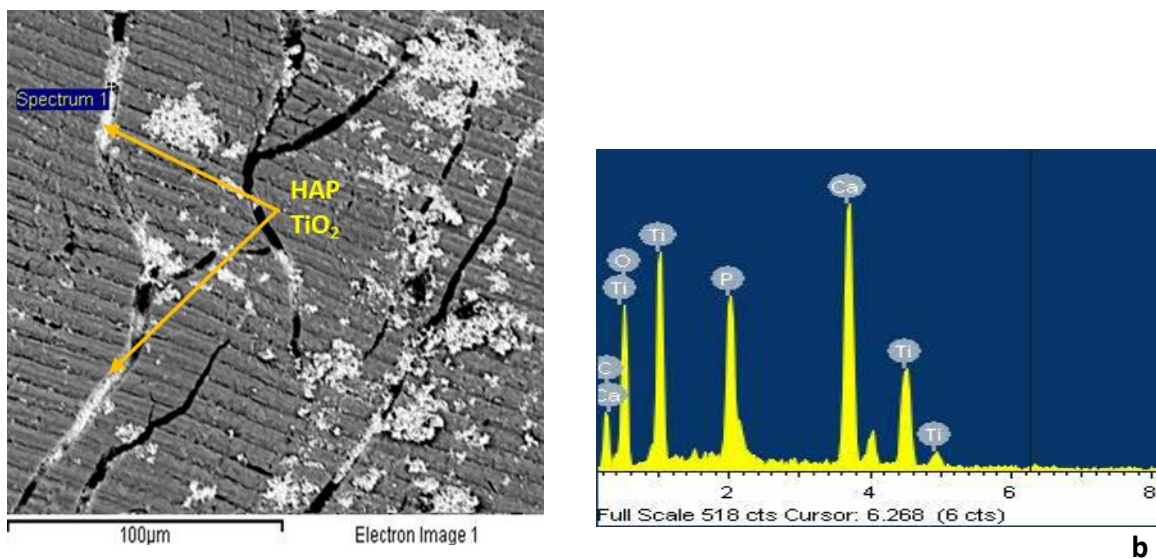 Spectrum 1
HAP
TiO₂
100µm
Electron Image 1
Ca
Ti
O
Ti
P
Ti
C
Ca
Ti
2
4
6
8
Full Scale 518 cts Cursor: 6.268 (6 cts)
b